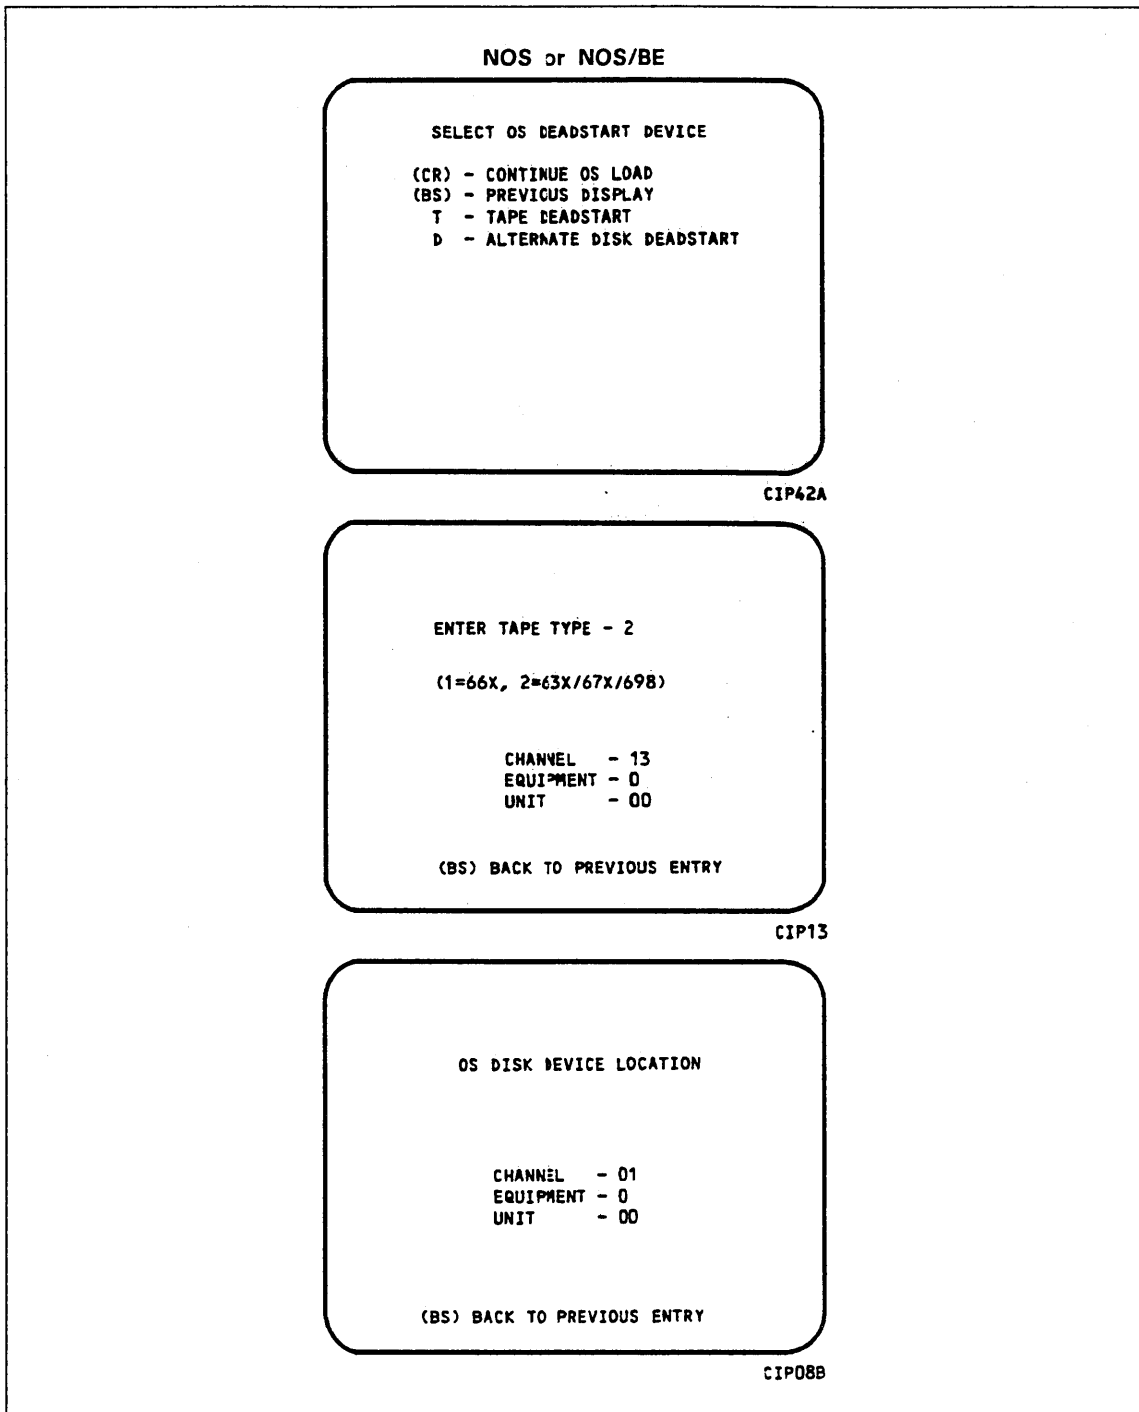 NOS or NOS/BE
SELECT OS DEADSTART DEVICE
(CR) - CONTINUE OS LOAD
(BS) - PREVIOUS DISPLAY
T - TAPE DEADSTART
D - ALTERNATE DISK DEADSTART
CIP42A
ENTER TAPE TYPE - 2
(1=66X, 2=63X/67X/698)
CHANNEL - 13
EQUIPMENT - 0
UNIT - 00
(BS) BACK TO PREVIOUS ENTRY
CIP13
OS DISK DEVICE LOCATION
CHANNEL - 01
EQUIPMENT - 0
UNIT - 00
(BS) BACK TO PREVIOUS ENTRY
CIP08B